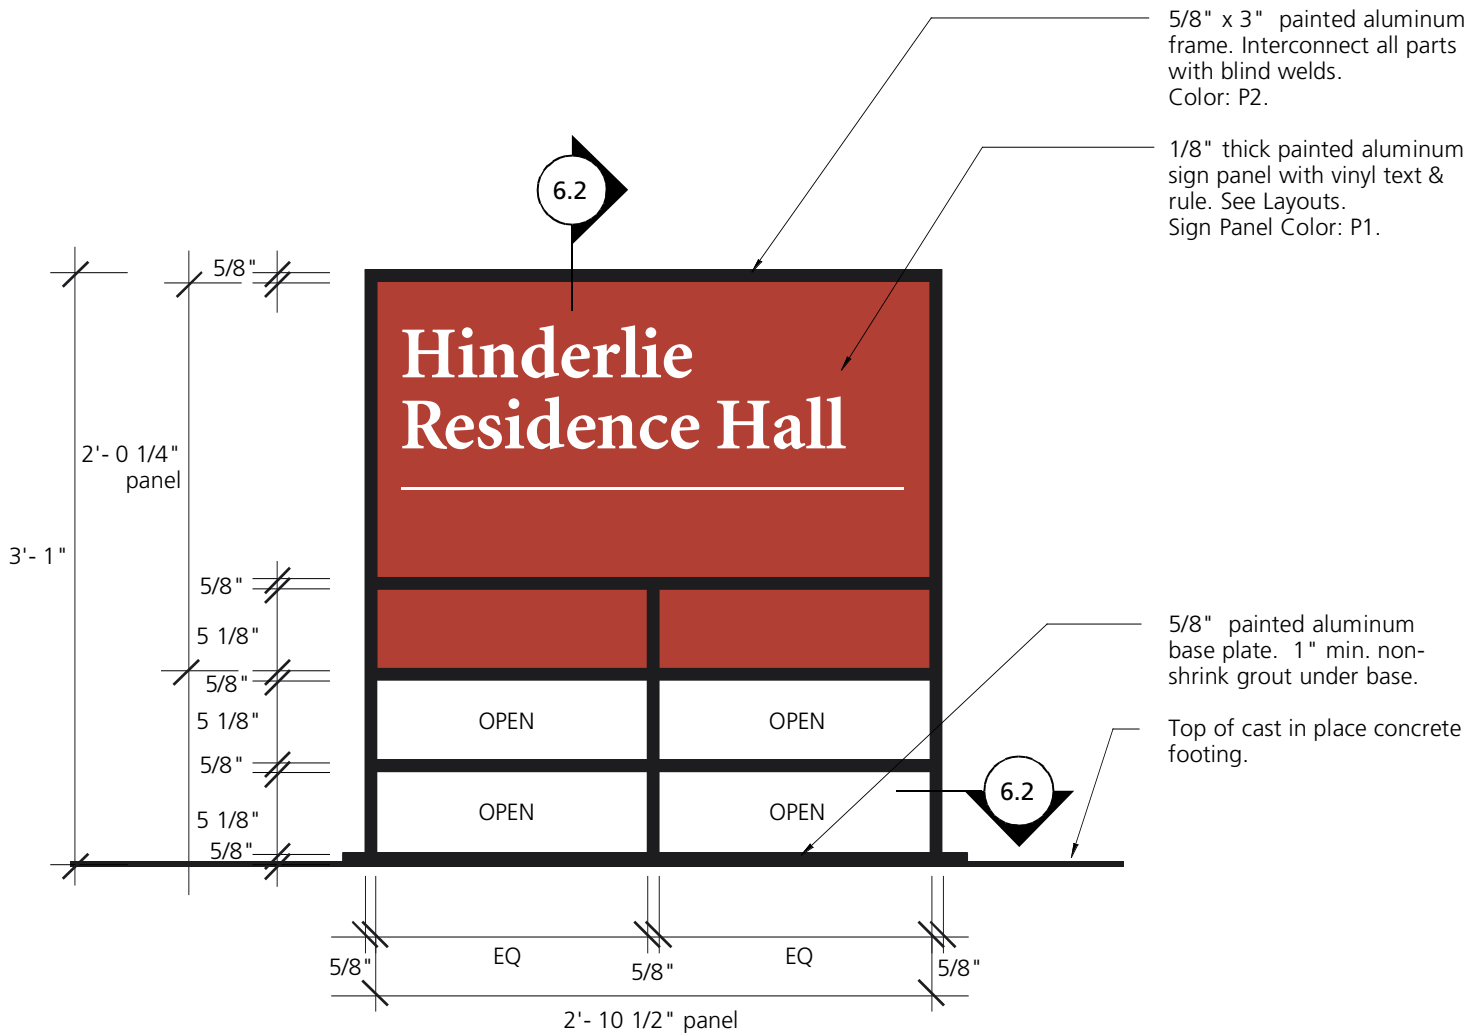 5/8" x 3" painted aluminum
frame. Interconnect all parts
with blind welds.
Color: P2.
1/8" thick painted aluminum
sign panel with vinyl text &
rule. See Layouts.
Sign Panel Color: P1.
6.2
5/8"
Hinderlie
Residence Hall
2'- 0 1/4"
panel
3'- 1"
5/8"
5 1/8"
5/8"
5 1/8"
5/8"
5 1/8"
5/8"
OPEN
OPEN
OPEN
OPEN
5/8" painted aluminum
base plate. 1" min. non-
shrink grout under base.
Top of cast in place concrete
footing.
6.2
5/8"
EQ
5/8"
EQ
5/8"
2'- 10 1/2" panel